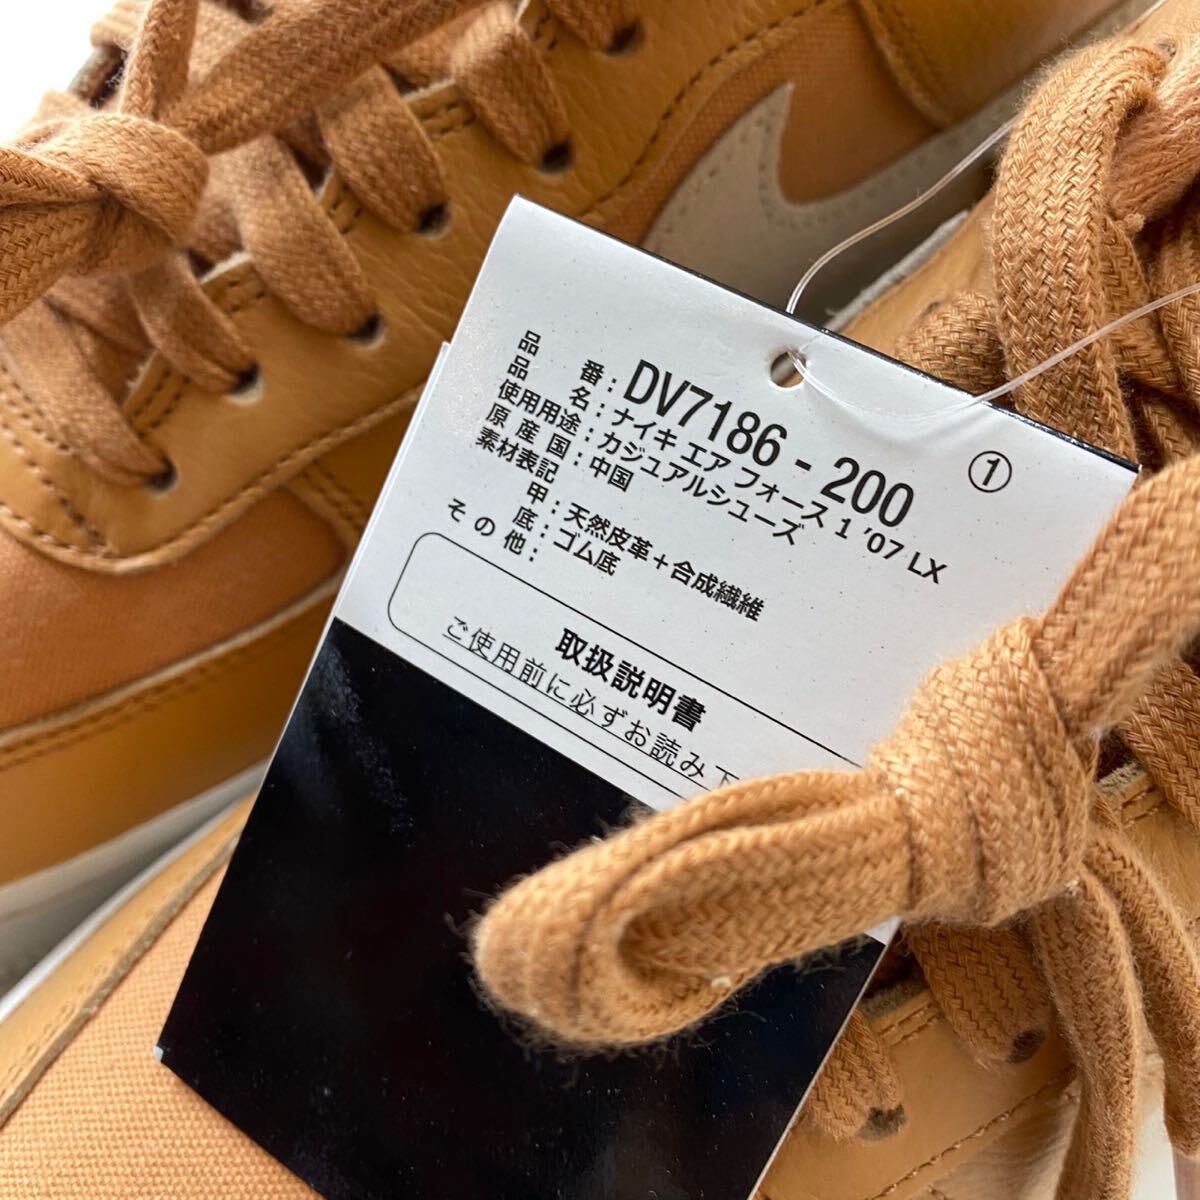 品番:DV7186-200
①
品名:ナイキ エア フォース 1 '07 LX
使用用途:カジュアルシューズ
原産国:中国
素材表記
甲:天然皮革+合成繊維
底:ゴム底
その他:
取扱説明書
ご使用前に必ずお読み下